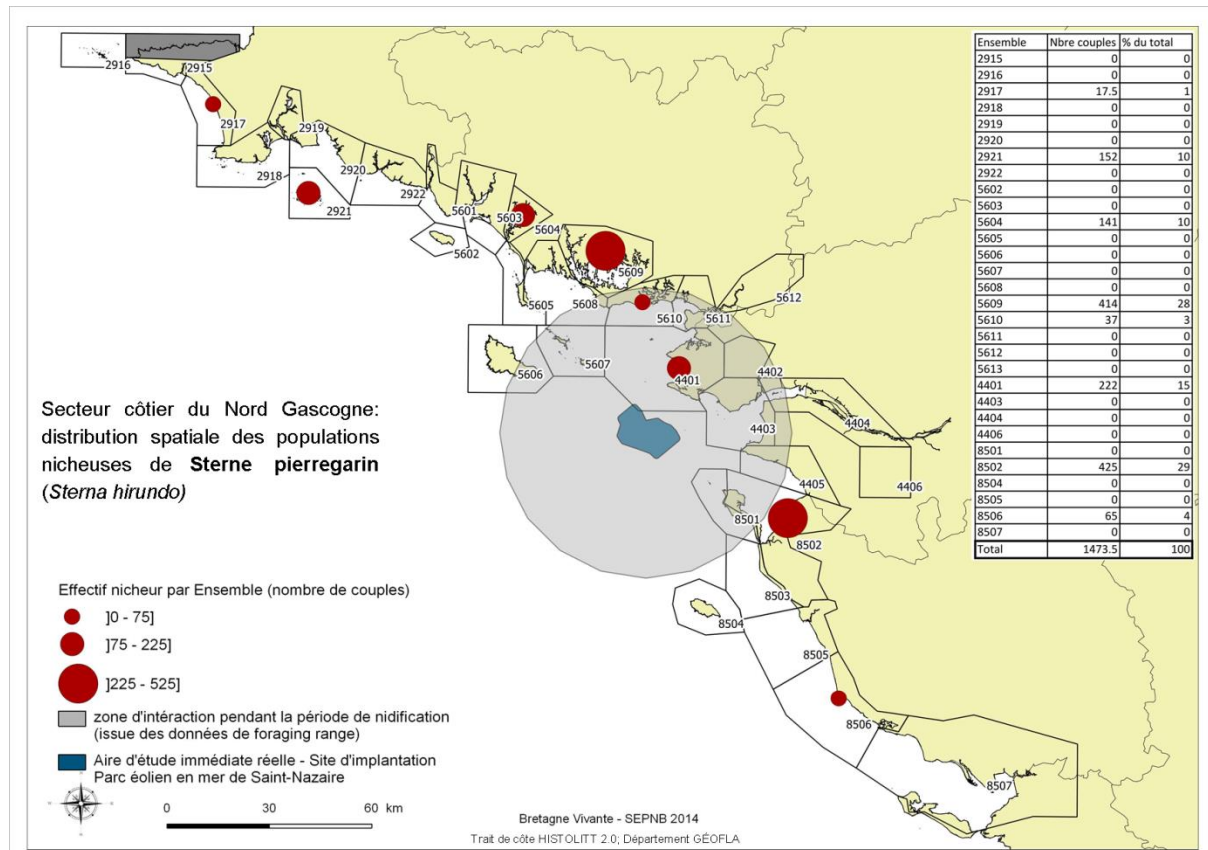 2916
2915
2917
2919
2918
2920
2921
2922
5601
5603
5604
5602
5609
5605
5608
5610
5611
5612
5606
5607
4401
4402
4403
4404
4405
4406
8501
8502
8503
8504
8505
8506
8507
Secteur côtier du Nord Gascogne:
distribution spatiale des populations
nicheuses de Sterne pierregarin
(Sterna hirundo)
Effectif nicheur par Ensemble (nombre de couples)
]0 - 75]
]75 - 225]
]225 - 525]
zone d'intéraction pendant la période de nidification
(issue des données de foraging range)
Aire d'étude immédiate réelle - Site d'implantation
Parc éolien en mer de Saint-Nazaire
0 30 60 km
Bretagne Vivante - SEPNB 2014
Trait de côte HISTOLITT 2.0; Département GÉOFLA
Ensemble Nbre couples % du total
2915 0 0
2916 0 0
2917 17.5 1
2918 0 0
2919 0 0
2920 0 0
2921 152 10
2922 0 0
5602 0 0
5603 0 0
5604 141 10
5605 0 0
5606 0 0
5607 0 0
5608 0 0
5609 414 28
5610 37 3
5611 0 0
5612 0 0
5613 0 0
4401 222 15
4403 0 0
4404 0 0
4406 0 0
8501 0 0
8502 425 29
8504 0 0
8505 0 0
8506 65 4
8507 0 0
Total 1473.5 100